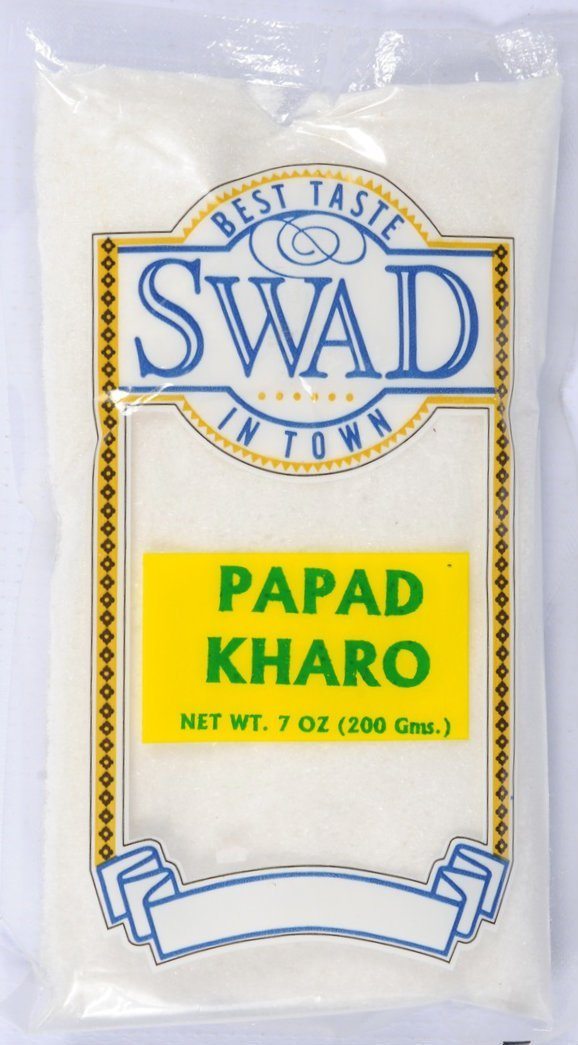 BEST TASTE
SWAD
IN TOWN
PAPAD
KHARO
NET WT. 7 OZ (200 Gms.)